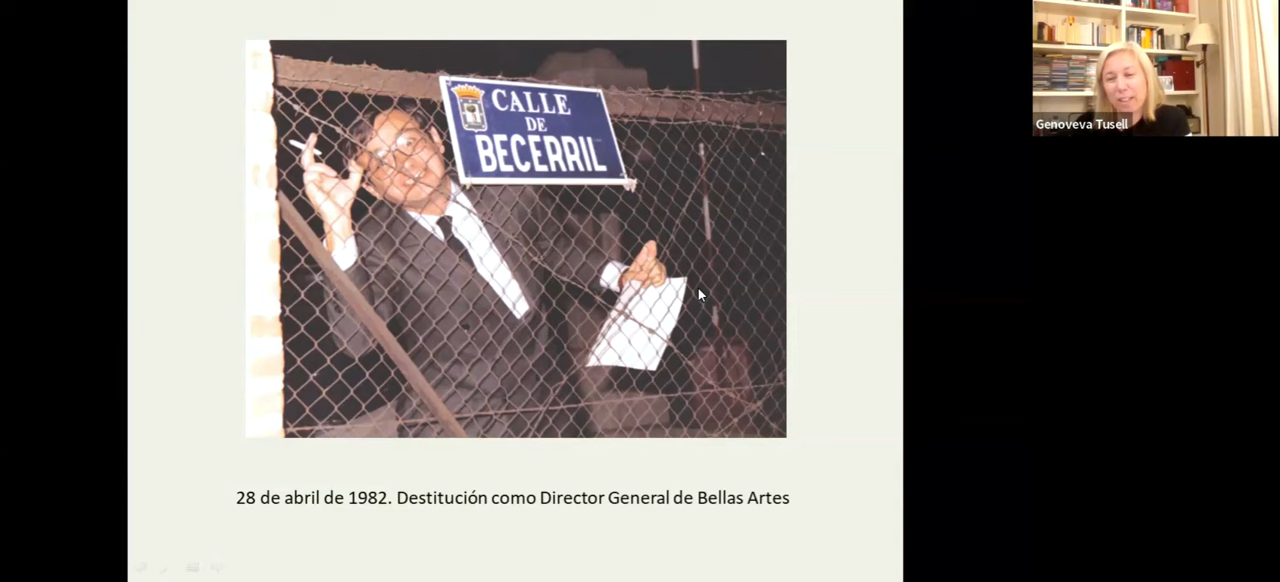 CALLE
DE
BECERRIL
Genoveva Tusell
28 de abril de 1982. Destitución como Director General de Bellas Artes